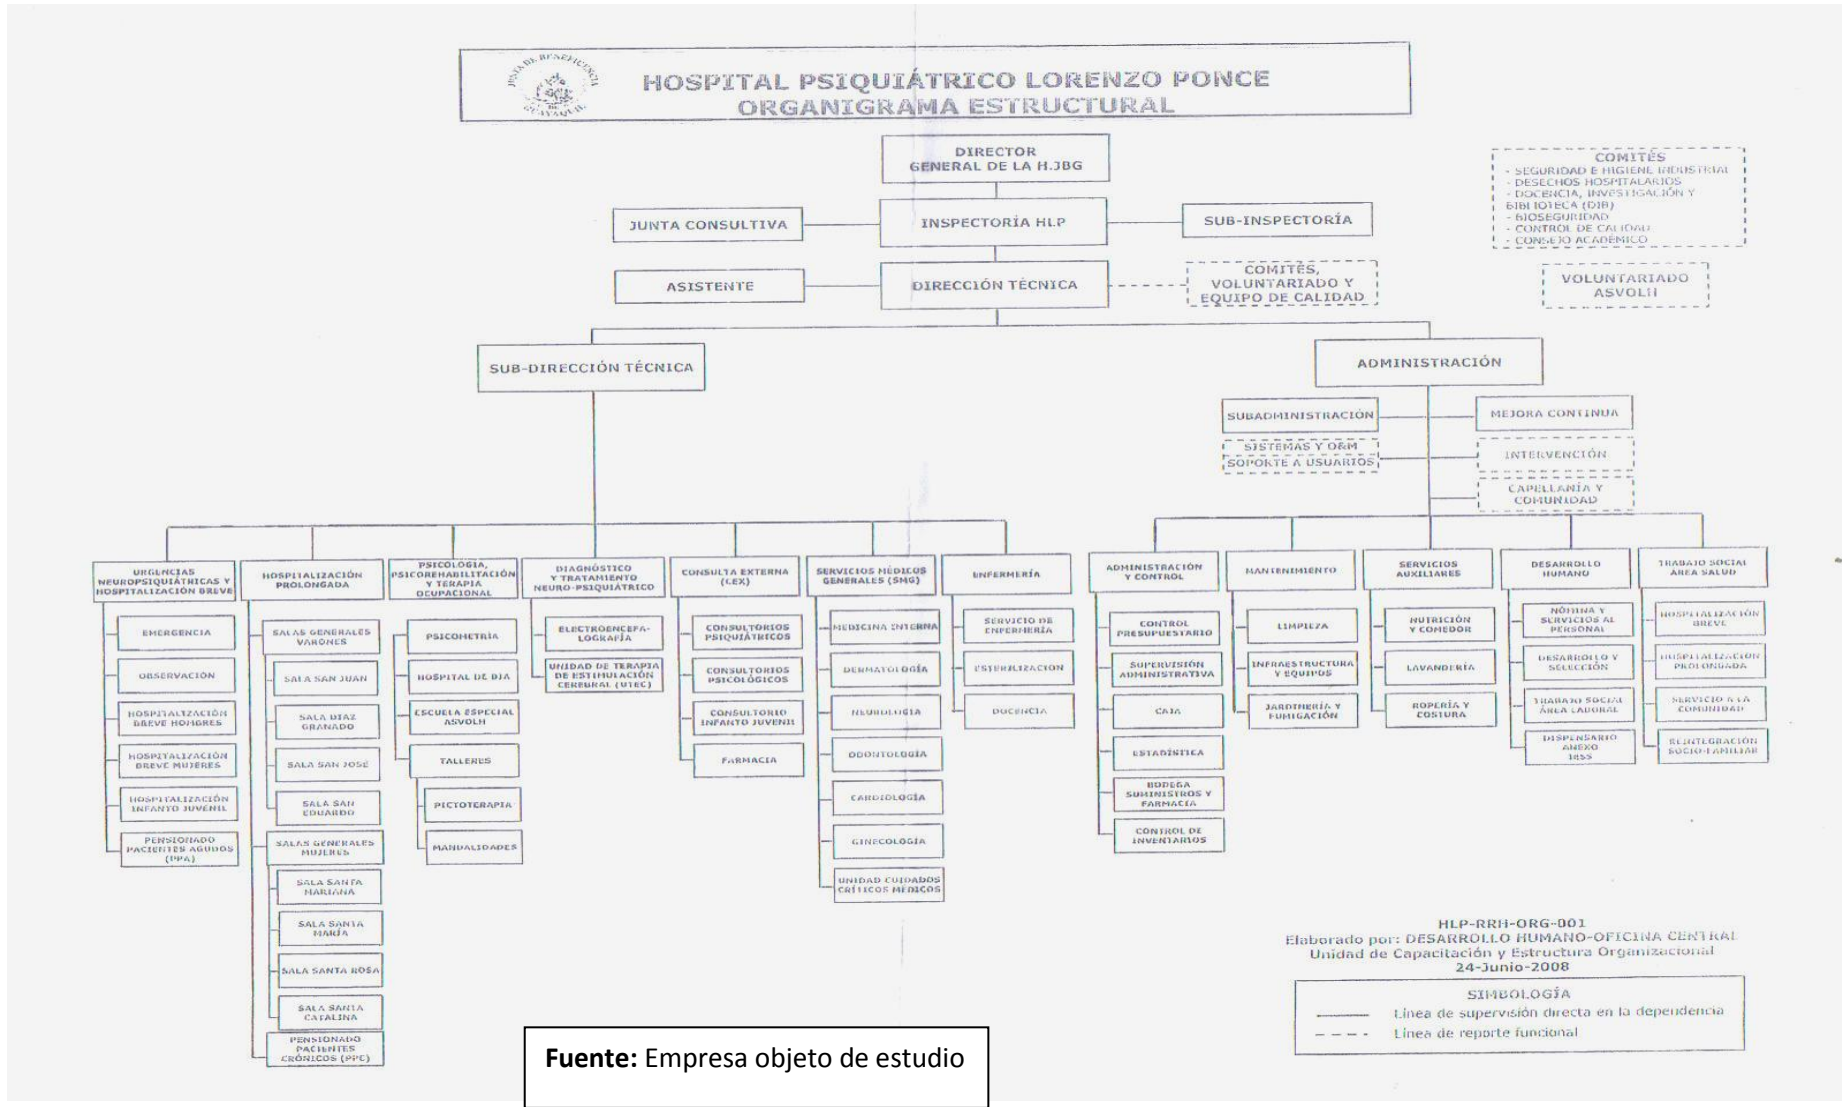 JUNTA DE BENEFICENCIA
DE
GUAYAQUIL
HOSPITAL PSIQUIÁTRICO LORENZO PONCE
ORGANIGRAMA ESTRUCTURAL
DIRECTOR
GENERAL DE LA H.JBG
COMITÉS
- SEGURIDAD E HIGIENE INDUSTRIAL
- DESECHOS HOSPITALARIOS
- DOCENCIA, INVESTIGACIÓN Y
BIBLIOTECA (DIB)
- BIOSEGURIDAD
- CONTROL DE CALIDAD
- CONSEJO ACADÉMICO
JUNTA CONSULTIVA
INSPECTORÍA HLP
SUB-INSPECTORÍA
ASISTENTE
DIRECCIÓN TÉCNICA
COMITÉS,
VOLUNTARIADO Y
EQUIPO DE CALIDAD
VOLUNTARIADO
ASVOLH
SUB-DIRECCIÓN TÉCNICA
ADMINISTRACIÓN
SUBADMINISTRACIÓN
MEJORA CONTINUA
SISTEMAS Y O&M
SOPORTE A USUARIOS
INTERVENCIÓN
CAPELLANÍA Y
COMUNIDAD
URGENCIAS
NEUROPSIQUIÁTRICAS Y
HOSPITALIZACIÓN BREVE
EMERGENCIA
OBSERVACIÓN
HOSPITALIZACIÓN
BREVE HOMBRES
HOSPITALIZACIÓN
BREVE MUJERES
HOSPITALIZACIÓN
INFANTO JUVENIL
PENSIONADO
PACIENTES AGUDOS
(PPA)
HOSPITALIZACIÓN
PROLONGADA
SALAS GENERALES
VARONES
SALA SAN JUAN
SALA DIAZ
GRANADO
SALA SAN JOSÉ
SALA SAN
EDUARDO
SALAS GENERALES
MUJERES
SALA SANTA
MARIANA
SALA SANTA
MARÍA
SALA SANTA ROSA
SALA SANTA
CATALINA
PENSIONADO
PACIENTES
CRÓNICOS (PPC)
PSICOLOGIA,
PSICOREHABILITACIÓN
Y TERAPIA
OCUPACIONAL
PSICOMETRÍA
HOSPITAL DE DIA
ESCUELA ESPECIAL
ASVOLH
TALLERES
PICTOTERAPIA
MANUALIDADES
DIAGNÓSTICO
Y TRATAMIENTO
NEURO-PSIQUIÁTRICO
ELECTROENCEFA-
LOGRAFÍA
UNIDAD DE TERAPIA
DE ESTIMULACIÓN
CEREBRAL (UTEC)
CONSULTA EXTERNA
(CEX)
CONSULTORIOS
PSIQUIÁTRICOS
CONSULTORIOS
PSICOLÓGICOS
CONSULTORIO
INFANTO JUVENIL
FARMACIA
SERVICIOS MÉDICOS
GENERALES (SMG)
MEDICINA INTERNA
DERMATOLOGÍA
NEUROLOGIA
ODONTOLOGÍA
CARDIOLOGÍA
GINECOLOGÍA
UNIDAD CUIDADOS
CRÍTICOS MÉDICOS
ENFERMERÍA
SERVICIO DE
ENFERMERÍA
ESTERILIZACION
DOCENCIA
ADMINISTRACIÓN
Y CONTROL
CONTROL
PRESUPUESTARIO
SUPERVISIÓN
ADMINISTRATIVA
CAJA
ESTADÍSTICA
BODEGA
SUMINISTROS Y
FARMACIA
CONTROL DE
INVENTARIOS
MANTENIMIENTO
LIMPIEZA
INFRAESTRUCTURA
Y EQUIPOS
JARDINERÍA Y
FUMIGACIÓN
SERVICIOS
AUXILIARES
NUTRICIÓN
Y COMEDOR
LAVANDERÍA
ROPERÍA Y
COSTURA
DESARROLLO
HUMANO
NÓMINA Y
SERVICIOS AL
PERSONAL
DESARROLLO Y
SELECCIÓN
TRABAJO SOCIAL
ÁREA LABORAL
DISPENSARIO
ANEXO
IESS
TRABAJO SOCIAL
ÁREA SALUD
HOSPITALIZACIÓN
BREVE
HOSPITALIZACIÓN
PROLONGADA
SERVICIO A LA
COMUNIDAD
REINTEGRACIÓN
SOCIO-FAMILIAR
HLP-RRH-ORG-001
Elaborado por: DESARROLLO HUMANO-OFICINA CENTRAL
Unidad de Capacitación y Estructura Organizacional
24-Junio-2008
SIMBOLOGÍA
Línea de supervisión directa en la dependencia
Línea de reporte funcional
Fuente: Empresa objeto de estudio